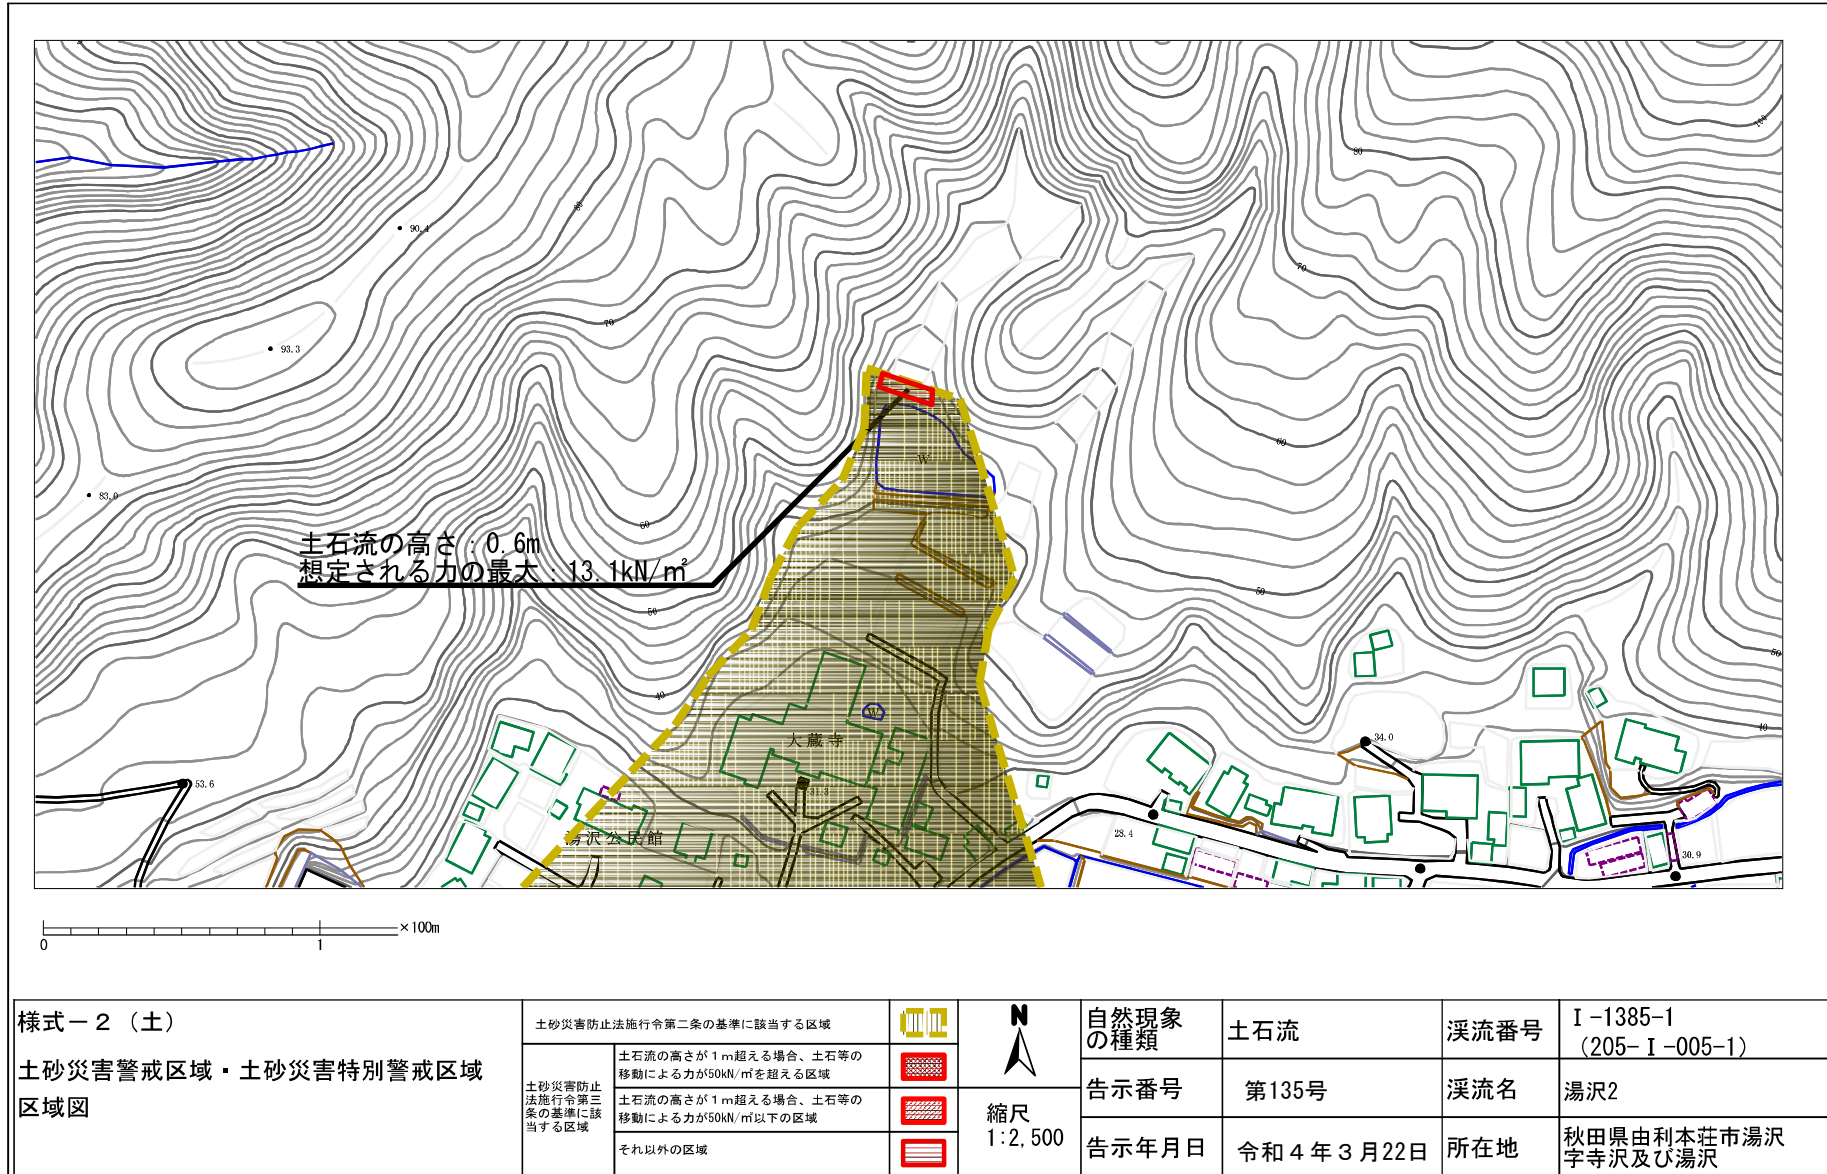 100
80
80
90.4
70
70
93.3
60
83.0
60
土石流の高さ：0.6m
想定される力の最大：13.1kN/㎡
W
50
50
50
40
40
W
大蔵寺
34.0
53.6
31.3
28.4
湯沢公民館
30.9
0 1 ×100m
様式－２（土）
土砂災害警戒区域・土砂災害特別警戒区域
区域図
土砂災害防止法施行令第二条の基準に該当する区域
土砂災害防止
法施行令第三
条の基準に該
当する区域
土石流の高さが１ｍ超える場合、土石等の
移動による力が50kN/㎡を超える区域
土石流の高さが１ｍ超える場合、土石等の
移動による力が50kN/㎡以下の区域
それ以外の区域
N
縮尺
1:2,500
自然現象
の種類
土石流
渓流番号
Ⅰ-1385-1
(205-Ⅰ-005-1)
告示番号
第135号
渓流名
湯沢2
告示年月日
令和４年３月22日
所在地
秋田県由利本荘市湯沢
字寺沢及び湯沢